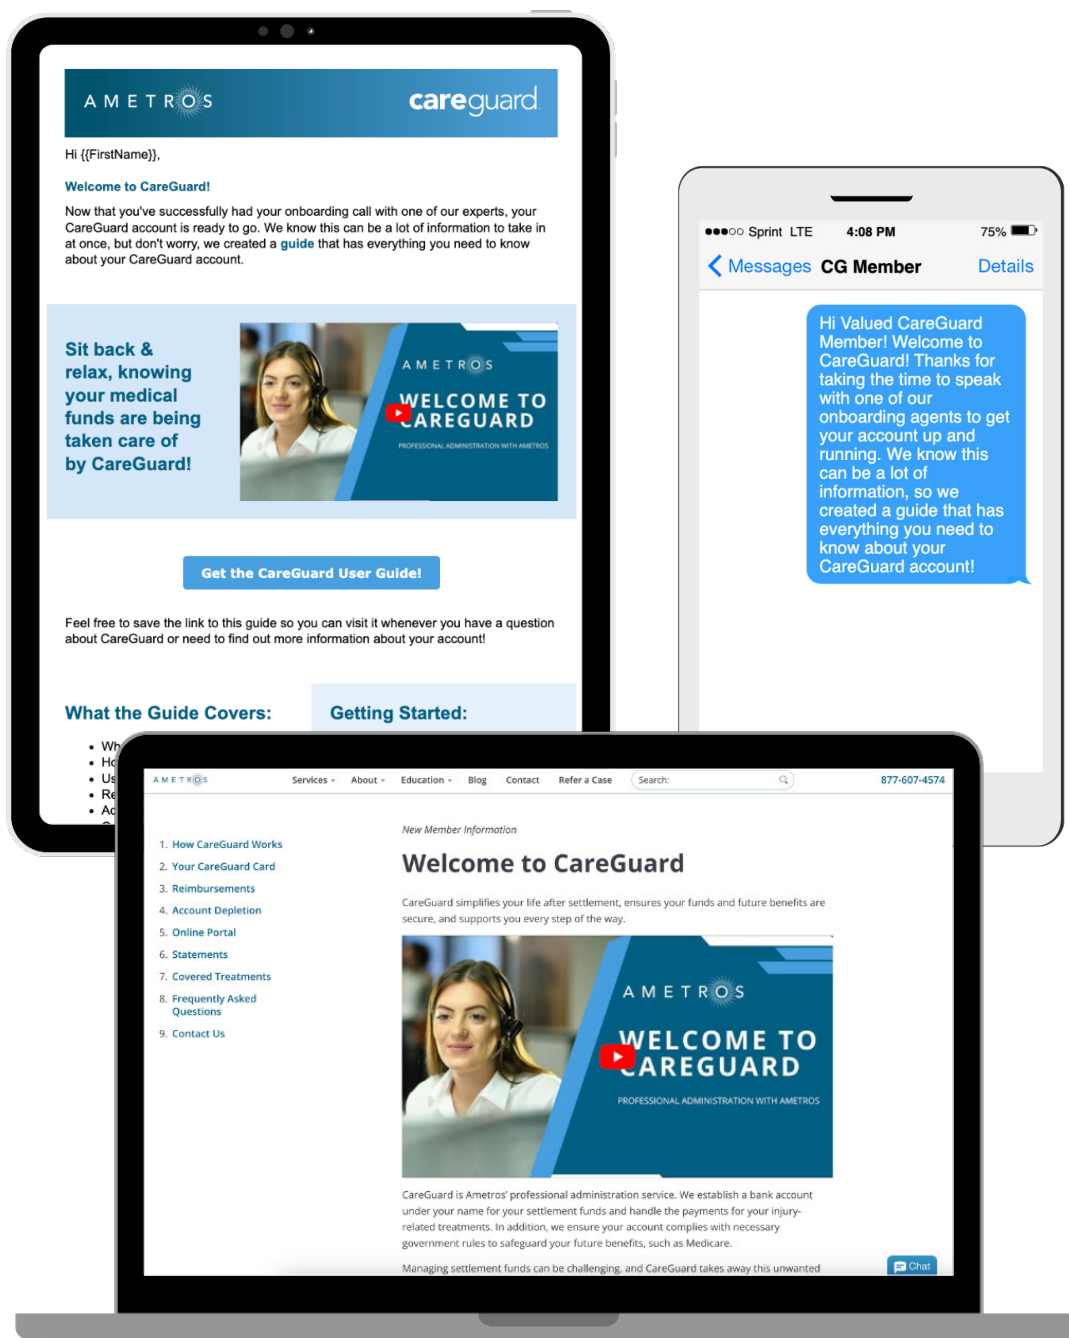 AMETROS
careguard
Hi {{FirstName}},
Welcome to CareGuard!
Now that you've successfully had your onboarding call with one of our experts, your
CareGuard account is ready to go. We know this can be a lot of information to take in
at once, but don't worry, we created a guide that has everything you need to know
about your CareGuard account.
Sit back &
relax, knowing
your medical
funds are being
taken care of
by CareGuard!
AMETROS
WELCOME TO
CAREGUARD
PROFESSIONAL ADMINISTRATION WITH AMETROS
Get the CareGuard User Guide!
Feel free to save the link to this guide so you can visit it whenever you have a question
about CareGuard or need to find out more information about your account!
What the Guide Covers:
Getting Started:
Sprint LTE 4:08 PM 75%
Messages CG Member Details
Hi Valued CareGuard
Member! Welcome to
CareGuard! Thanks for
taking the time to speak
with one of our
onboarding agents to get
your account up and
running. We know this
can be a lot of
information, so we
created a guide that has
everything you need to
know about your
CareGuard account!
AMETROS Services About Education Blog Contact Refer a Case Search: 877-607-4574
1. How CareGuard Works
2. Your CareGuard Card
3. Reimbursements
4. Account Depletion
5. Online Portal
6. Statements
7. Covered Treatments
8. Frequently Asked
Questions
9. Contact Us
New Member Information
Welcome to CareGuard
CareGuard simplifies your life after settlement, ensures your funds and future benefits are
secure, and supports you every step of the way.
AMETROS
WELCOME TO
CAREGUARD
PROFESSIONAL ADMINISTRATION WITH AMETROS
CareGuard is Ametros' professional administration service. We establish a bank account
under your name for your settlement funds and handle the payments for your injury-
related treatments. In addition, we ensure your account complies with necessary
government rules to safeguard your future benefits, such as Medicare.
Managing settlement funds can be challenging, and CareGuard takes away this unwanted
Chat